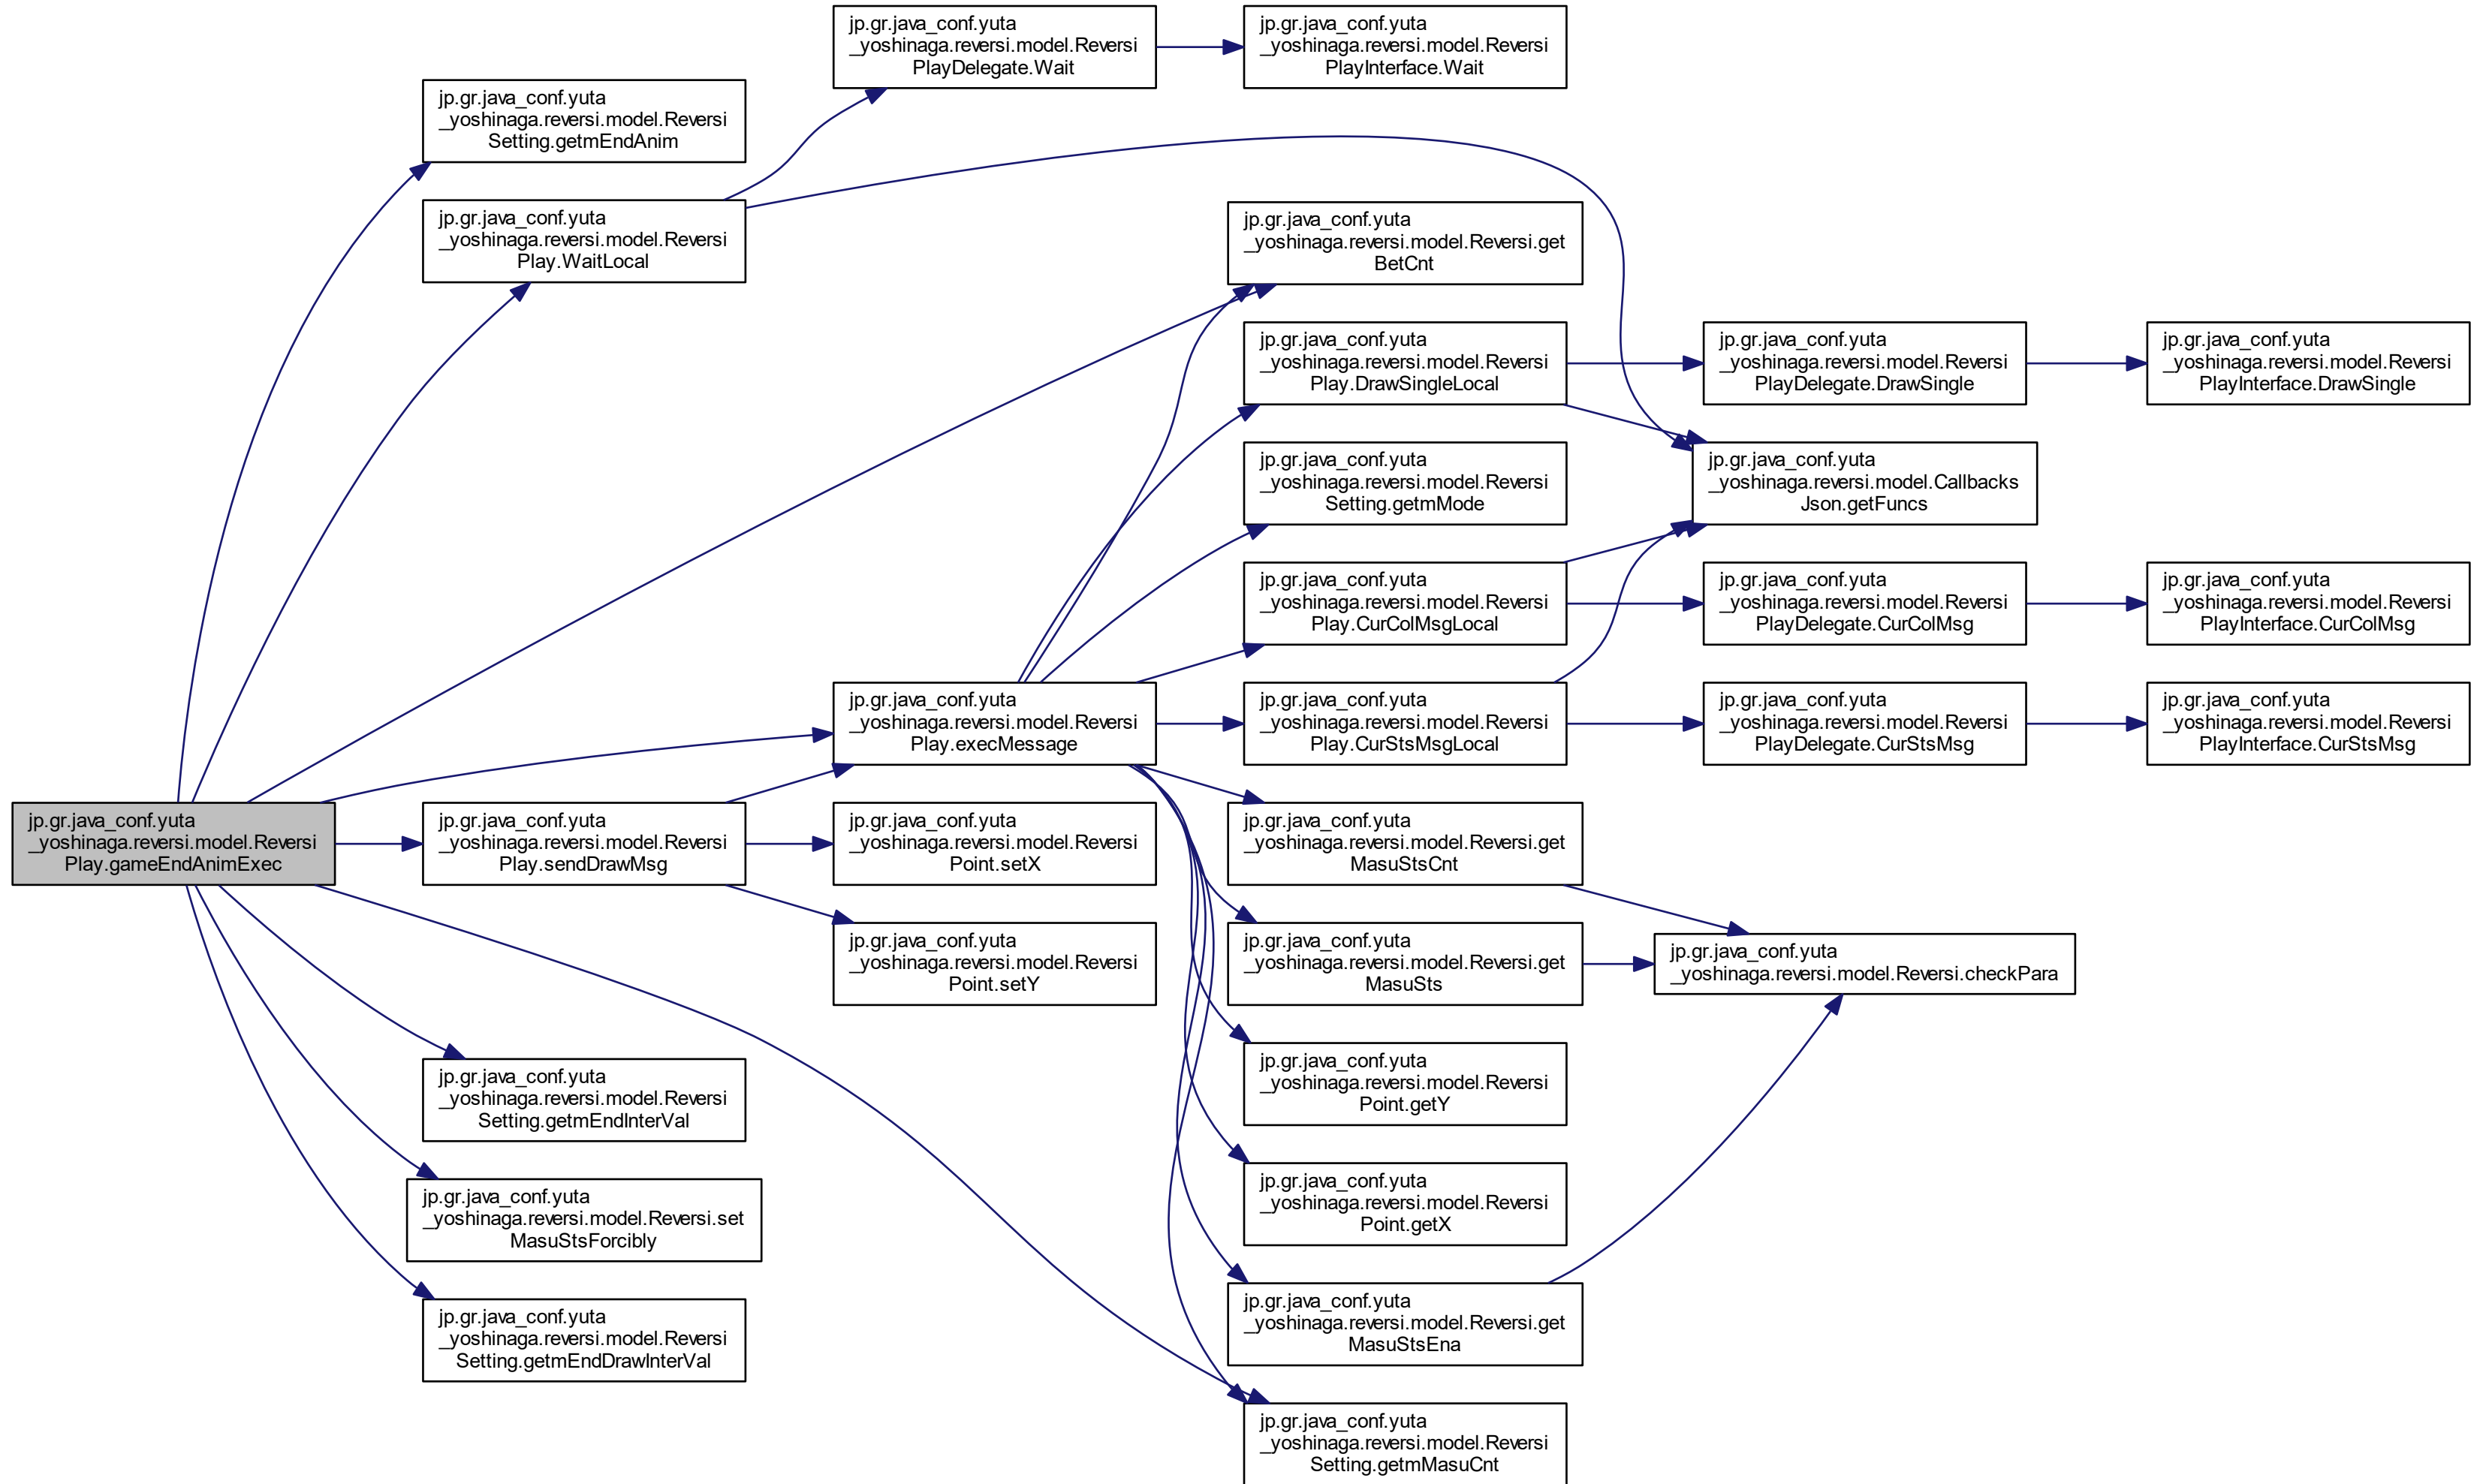 jp.gr.java_conf.yuta
_yoshinaga.reversi.model.Reversi
Play.gameEndAnimExec
jp.gr.java_conf.yuta
_yoshinaga.reversi.model.Reversi
Setting.getmEndAnim
jp.gr.java_conf.yuta
_yoshinaga.reversi.model.Reversi
Play.WaitLocal
jp.gr.java_conf.yuta
_yoshinaga.reversi.model.Reversi
Play.sendDrawMsg
jp.gr.java_conf.yuta
_yoshinaga.reversi.model.Reversi
Setting.getmEndInterVal
jp.gr.java_conf.yuta
_yoshinaga.reversi.model.Reversi.set
MasuStsForcibly
jp.gr.java_conf.yuta
_yoshinaga.reversi.model.Reversi
Setting.getmEndDrawInterVal
jp.gr.java_conf.yuta
_yoshinaga.reversi.model.Reversi
PlayDelegate.Wait
jp.gr.java_conf.yuta
_yoshinaga.reversi.model.Reversi
Play.execMessage
jp.gr.java_conf.yuta
_yoshinaga.reversi.model.Reversi
Point.setX
jp.gr.java_conf.yuta
_yoshinaga.reversi.model.Reversi
Point.setY
jp.gr.java_conf.yuta
_yoshinaga.reversi.model.Reversi
PlayInterface.Wait
jp.gr.java_conf.yuta
_yoshinaga.reversi.model.Reversi.get
BetCnt
jp.gr.java_conf.yuta
_yoshinaga.reversi.model.Reversi
Play.DrawSingleLocal
jp.gr.java_conf.yuta
_yoshinaga.reversi.model.Reversi
Setting.getmMode
jp.gr.java_conf.yuta
_yoshinaga.reversi.model.Reversi
Play.CurColMsgLocal
jp.gr.java_conf.yuta
_yoshinaga.reversi.model.Reversi
Play.CurStsMsgLocal
jp.gr.java_conf.yuta
_yoshinaga.reversi.model.Reversi.get
MasuStsCnt
jp.gr.java_conf.yuta
_yoshinaga.reversi.model.Reversi.get
MasuSts
jp.gr.java_conf.yuta
_yoshinaga.reversi.model.Reversi
Point.getY
jp.gr.java_conf.yuta
_yoshinaga.reversi.model.Reversi
Point.getX
jp.gr.java_conf.yuta
_yoshinaga.reversi.model.Reversi.get
MasuStsEna
jp.gr.java_conf.yuta
_yoshinaga.reversi.model.Reversi
Setting.getmMasuCnt
jp.gr.java_conf.yuta
_yoshinaga.reversi.model.Reversi
PlayDelegate.DrawSingle
jp.gr.java_conf.yuta
_yoshinaga.reversi.model.Callbacks
Json.getFuncs
jp.gr.java_conf.yuta
_yoshinaga.reversi.model.Reversi
PlayDelegate.CurColMsg
jp.gr.java_conf.yuta
_yoshinaga.reversi.model.Reversi
PlayDelegate.CurStsMsg
jp.gr.java_conf.yuta
_yoshinaga.reversi.model.Reversi.checkPara
jp.gr.java_conf.yuta
_yoshinaga.reversi.model.Reversi
PlayInterface.DrawSingle
jp.gr.java_conf.yuta
_yoshinaga.reversi.model.Reversi
PlayInterface.CurColMsg
jp.gr.java_conf.yuta
_yoshinaga.reversi.model.Reversi
PlayInterface.CurStsMsg